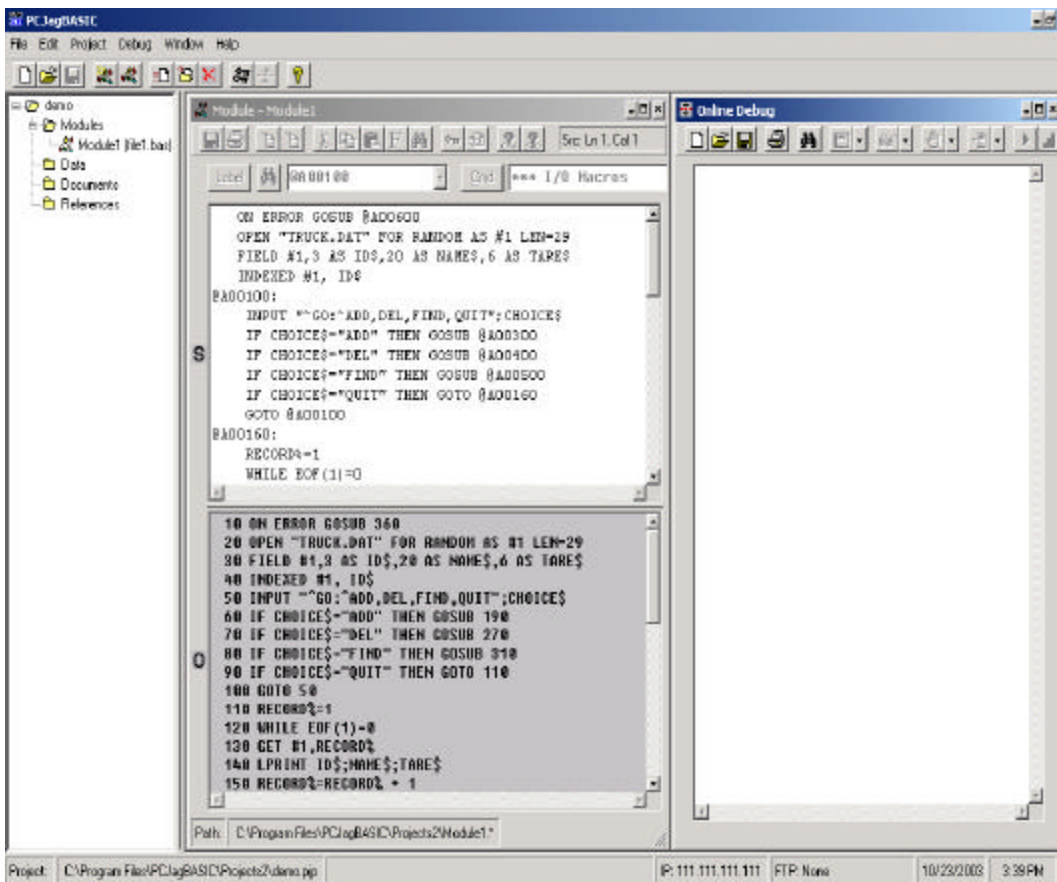 PCJagBASIC
File Edit Project Debug Window Help
demo
Modules
Module1 [file1.bas]
Data
Documents
References
Module - Module1
Src Ln 1, Col 1
Label
@A00100
Cmd
*** I/O Macros
S
ON ERROR GOSUB @A00600
OPEN "TRUCK.DAT" FOR RANDOM AS #1 LEN=29
FIELD #1,3 AS ID$,20 AS NAME$,6 AS TARE$
INDEXED #1, ID$
@A00100:
INPUT "^GO:^ADD,DEL,FIND,QUIT";CHOICE$
IF CHOICE$="ADD" THEN GOSUB @A00300
IF CHOICE$="DEL" THEN GOSUB @A00400
IF CHOICE$="FIND" THEN GOSUB @A00500
IF CHOICE$="QUIT" THEN GOTO @A00160
GOTO @A00100
@A00160:
RECORD%=1
WHILE EOF(1)=0
O
10 ON ERROR GOSUB 360
20 OPEN "TRUCK.DAT" FOR RANDOM AS #1 LEN=29
30 FIELD #1,3 AS ID$,20 AS NAME$,6 AS TARE$
40 INDEXED #1, ID$
50 INPUT "^GO:^ADD,DEL,FIND,QUIT";CHOICE$
60 IF CHOICE$="ADD" THEN GOSUB 190
70 IF CHOICE$="DEL" THEN GOSUB 270
80 IF CHOICE$="FIND" THEN GOSUB 310
90 IF CHOICE$="QUIT" THEN GOTO 110
100 GOTO 50
110 RECORD%=1
120 WHILE EOF(1)=0
130 GET #1,RECORD%
140 LPRINT ID$;NAME$;TARE$
150 RECORD%=RECORD% + 1
Path: C:\Program Files\PCJagBASIC\Projects2\Module1.*
Online Debug
Project: C:\Program Files\PCJagBASIC\Projects2\demo.pjp
IP: 111.111.111.111
FTP: None
10/23/2003
3:39 PM